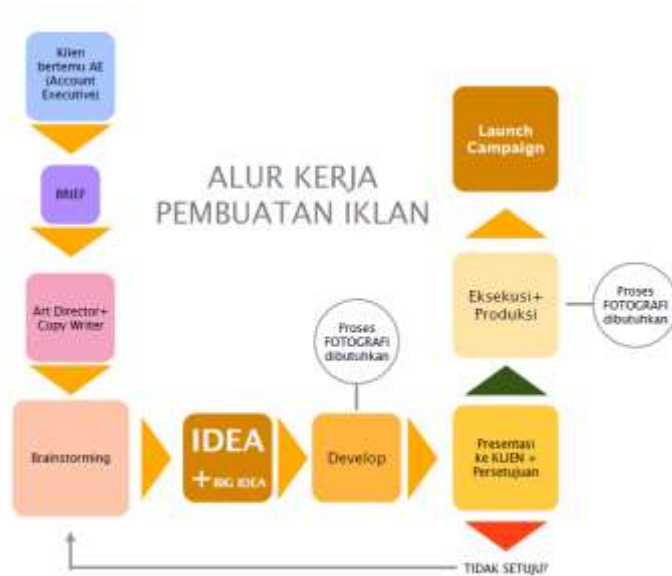 Klien
bertemu AE
(Account
Executive)
BRIEF
Art Director+
Copy Writer
Brainstorming
ALUR KERJA
PEMBUATAN IKLAN
IDEA
+ BIG IDEA
Proses
FOTOGRAFI
dibutuhkan
Develop
Presentasi
ke KLIEN +
Persetujuan
TIDAK SETUJU?
Eksekusi+
Produksi
Proses
FOTOGRAFI
dibutuhkan
Launch
Campaign